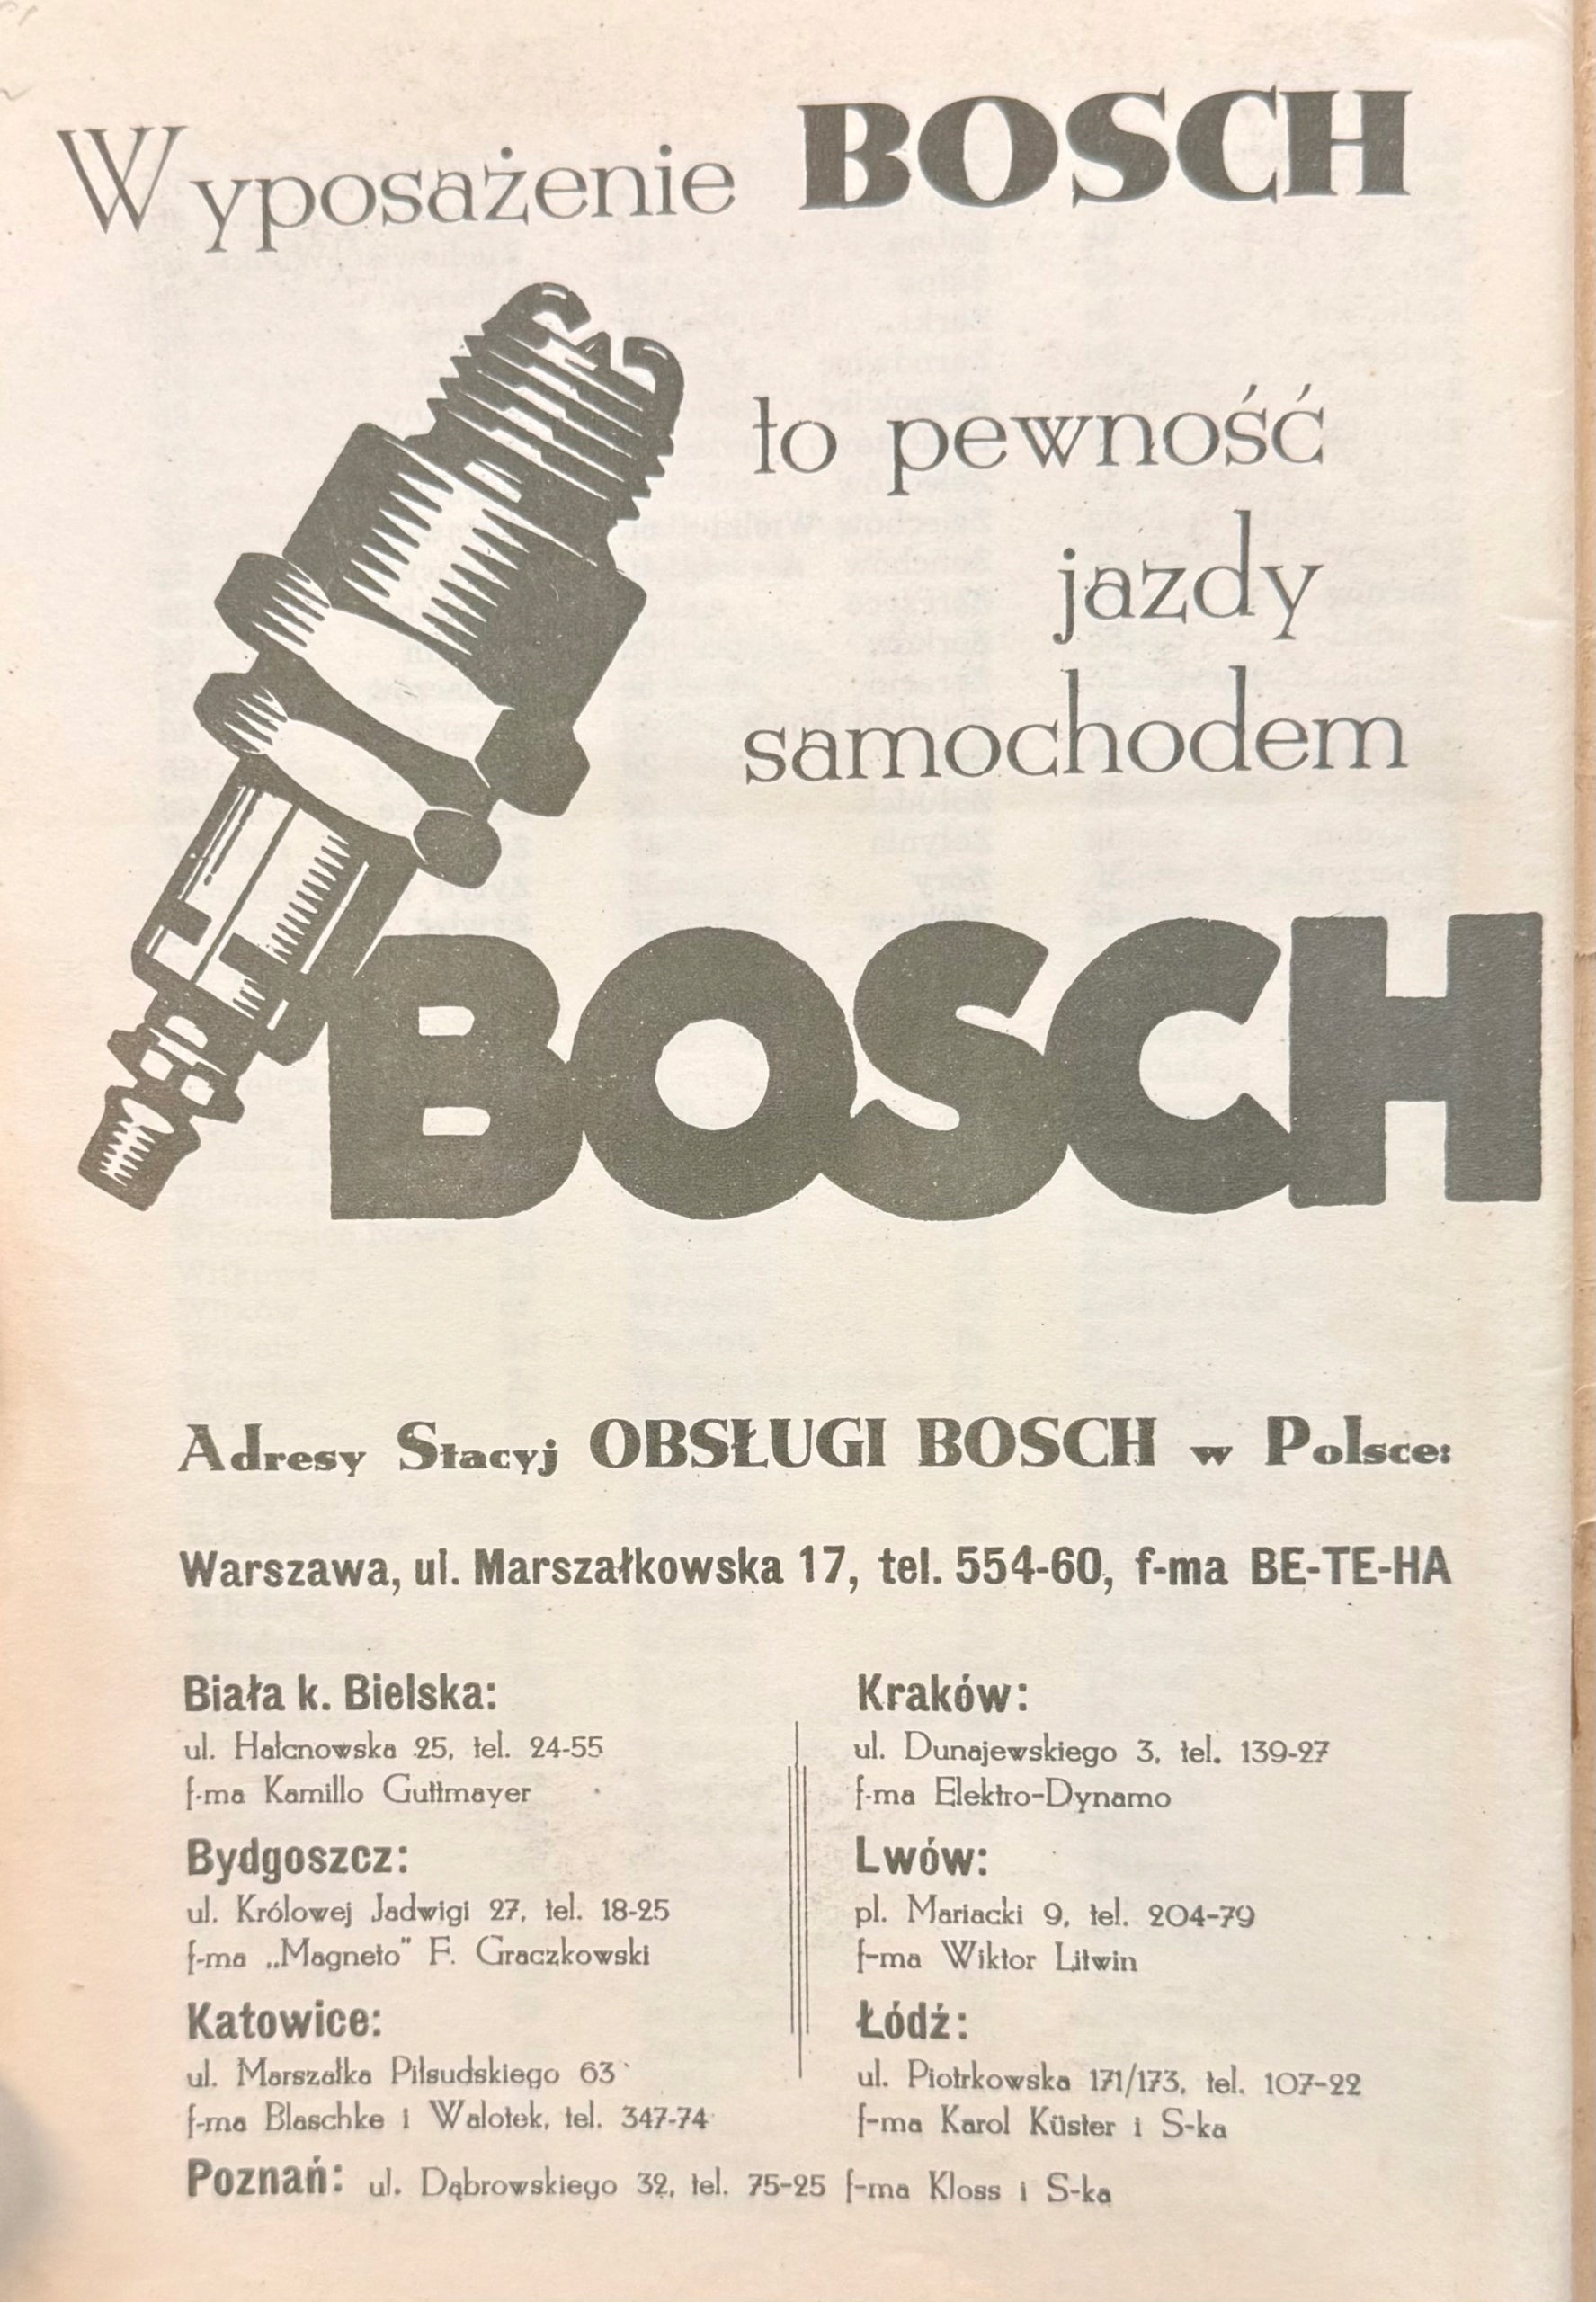 Wyposażenie BOSCH
to pewność
jazdy
samochodem
BOSCH
Adresy Stacyj OBSŁUGI BOSCH w Polsce:
Warszawa, ul. Marszałkowska 17, tel. 554-60, f-ma BE-TE-HA
Biała k. Bielska:
ul. Hałcnowska 25, tel. 24-55
f-ma Kamillo Guttmayer
Bydgoszcz:
ul. Królowej Jadwigi 27, tel. 18-25
f-ma „Magneto” F. Graczkowski
Katowice:
ul. Marszałka Piłsudskiego 63
f-ma Blaschke i Walotek, tel. 347-74
Kraków:
ul. Dunajewskiego 3, tel. 139-27
f-ma Elektro-Dynamo
Lwów:
pl. Mariacki 9, tel. 204-79
f-ma Wiktor Litwin
Łódź:
ul. Piotrkowska 171/173, tel. 107-22
f-ma Karol Küster i S-ka
Poznań: ul. Dąbrowskiego 32, tel. 75-25 f-ma Kloss i S-ka